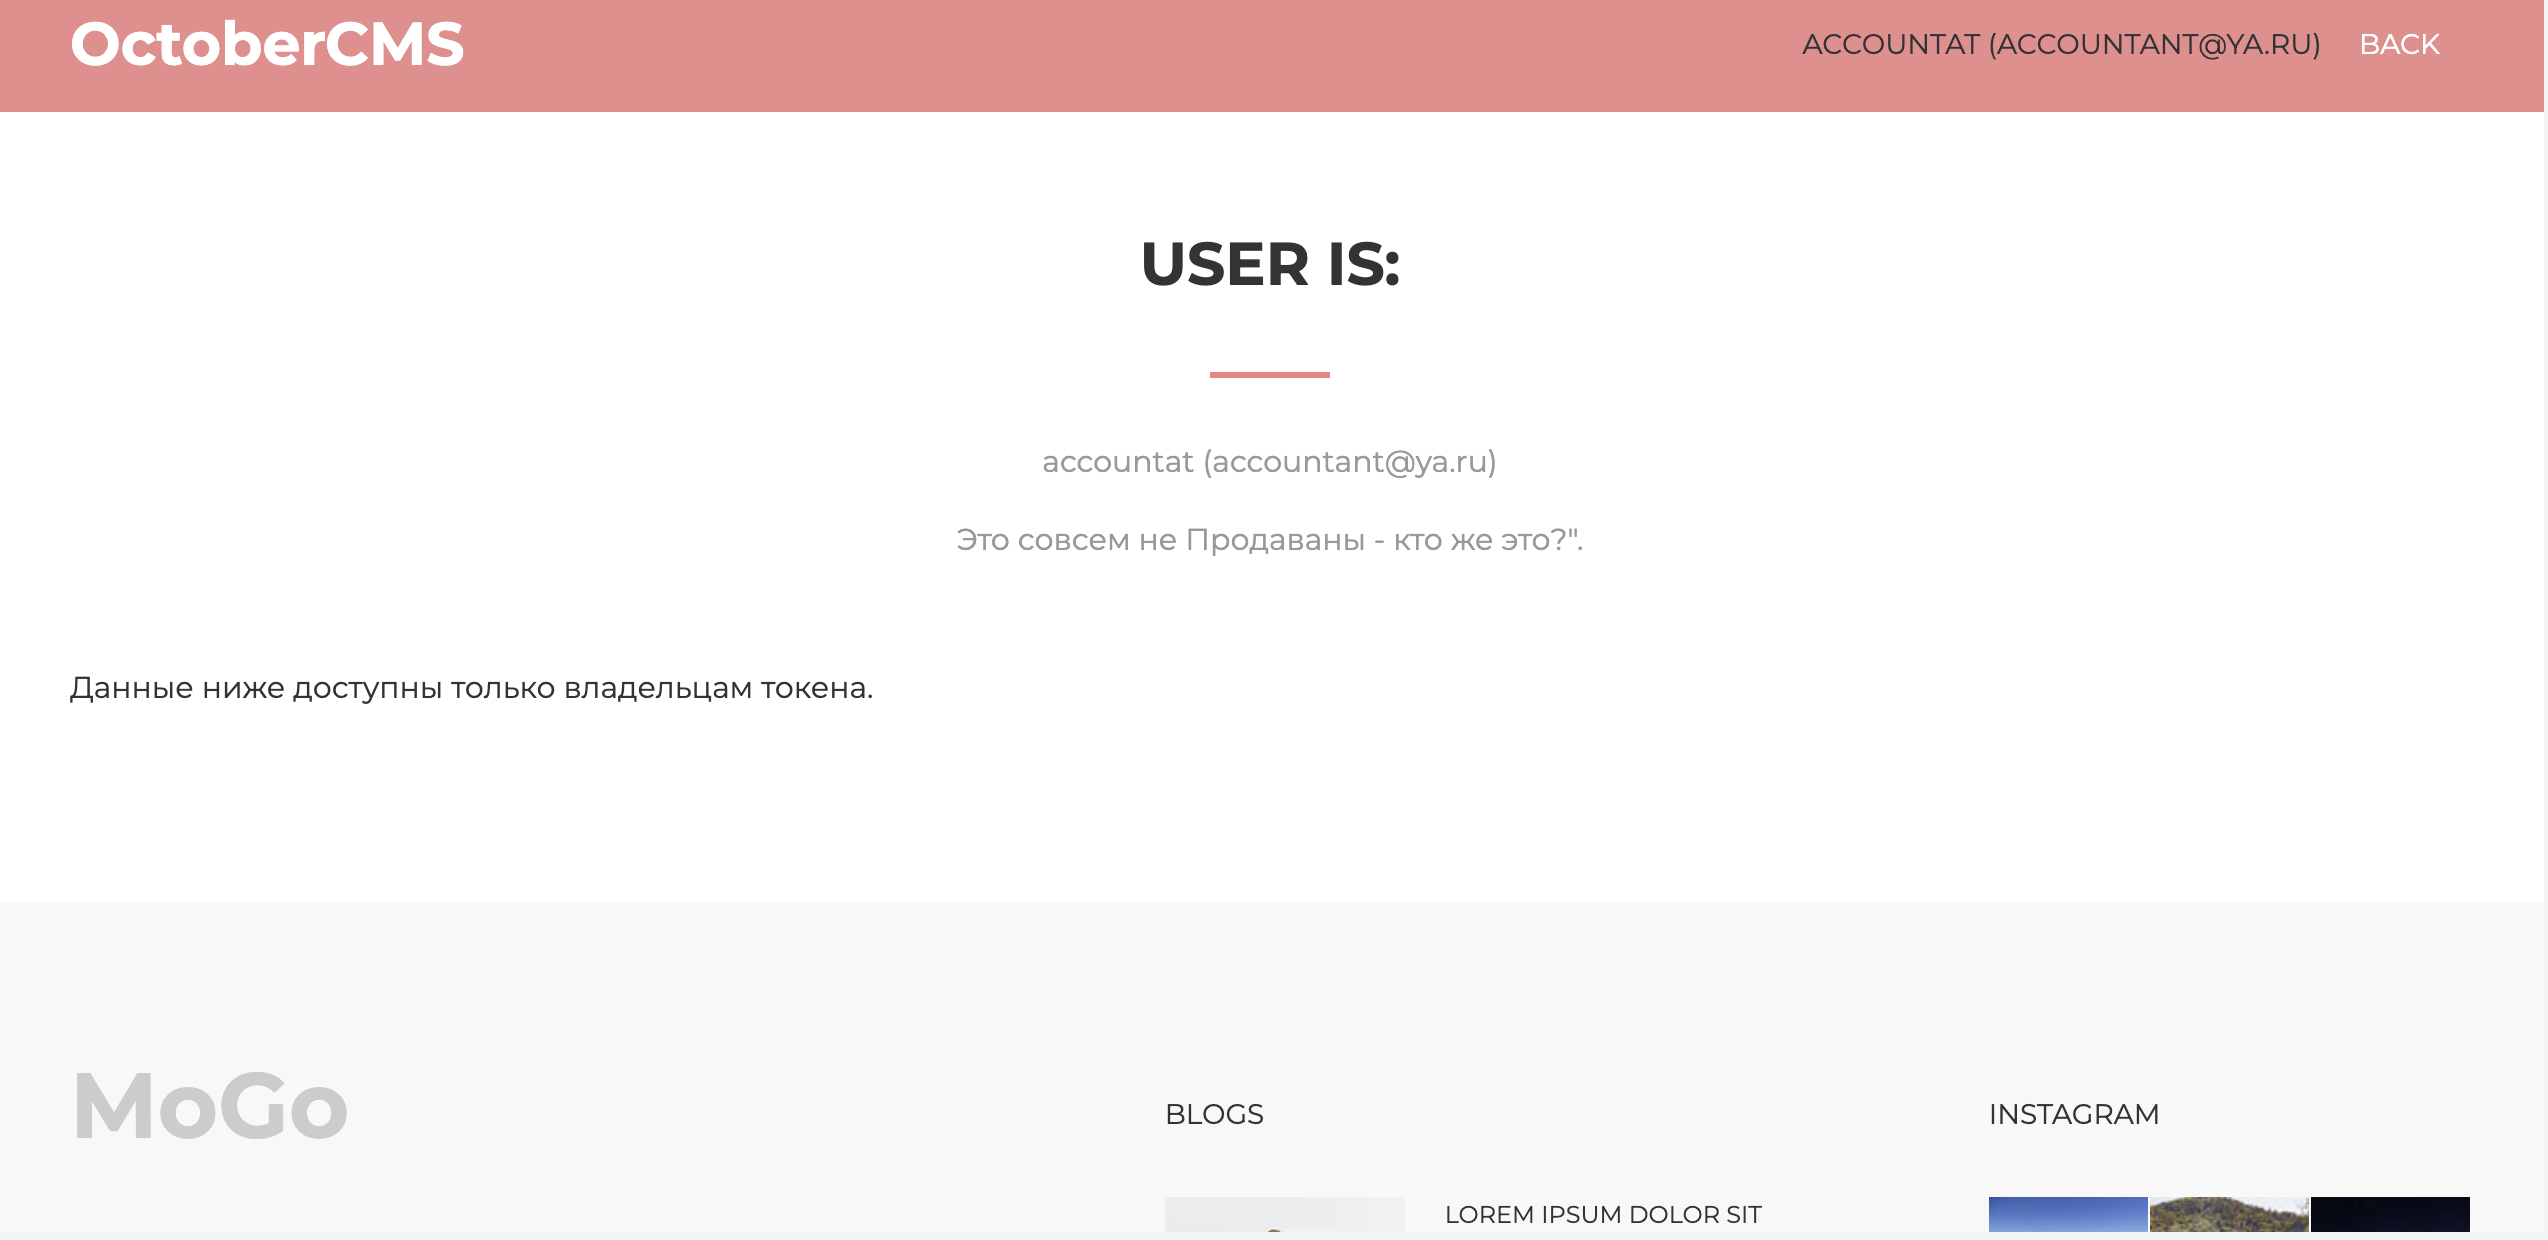 OctoberCMS
ACCOUNTAT (ACCOUNTANT@YA.RU) BACK
USER IS:
accountat (accountant@ya.ru)
Это совсем не Продаваны - кто же это?".
Данные ниже доступны только владельцам токена.
MoGo
BLOGS
INSTAGRAM
LOREM IPSUM DOLOR SIT